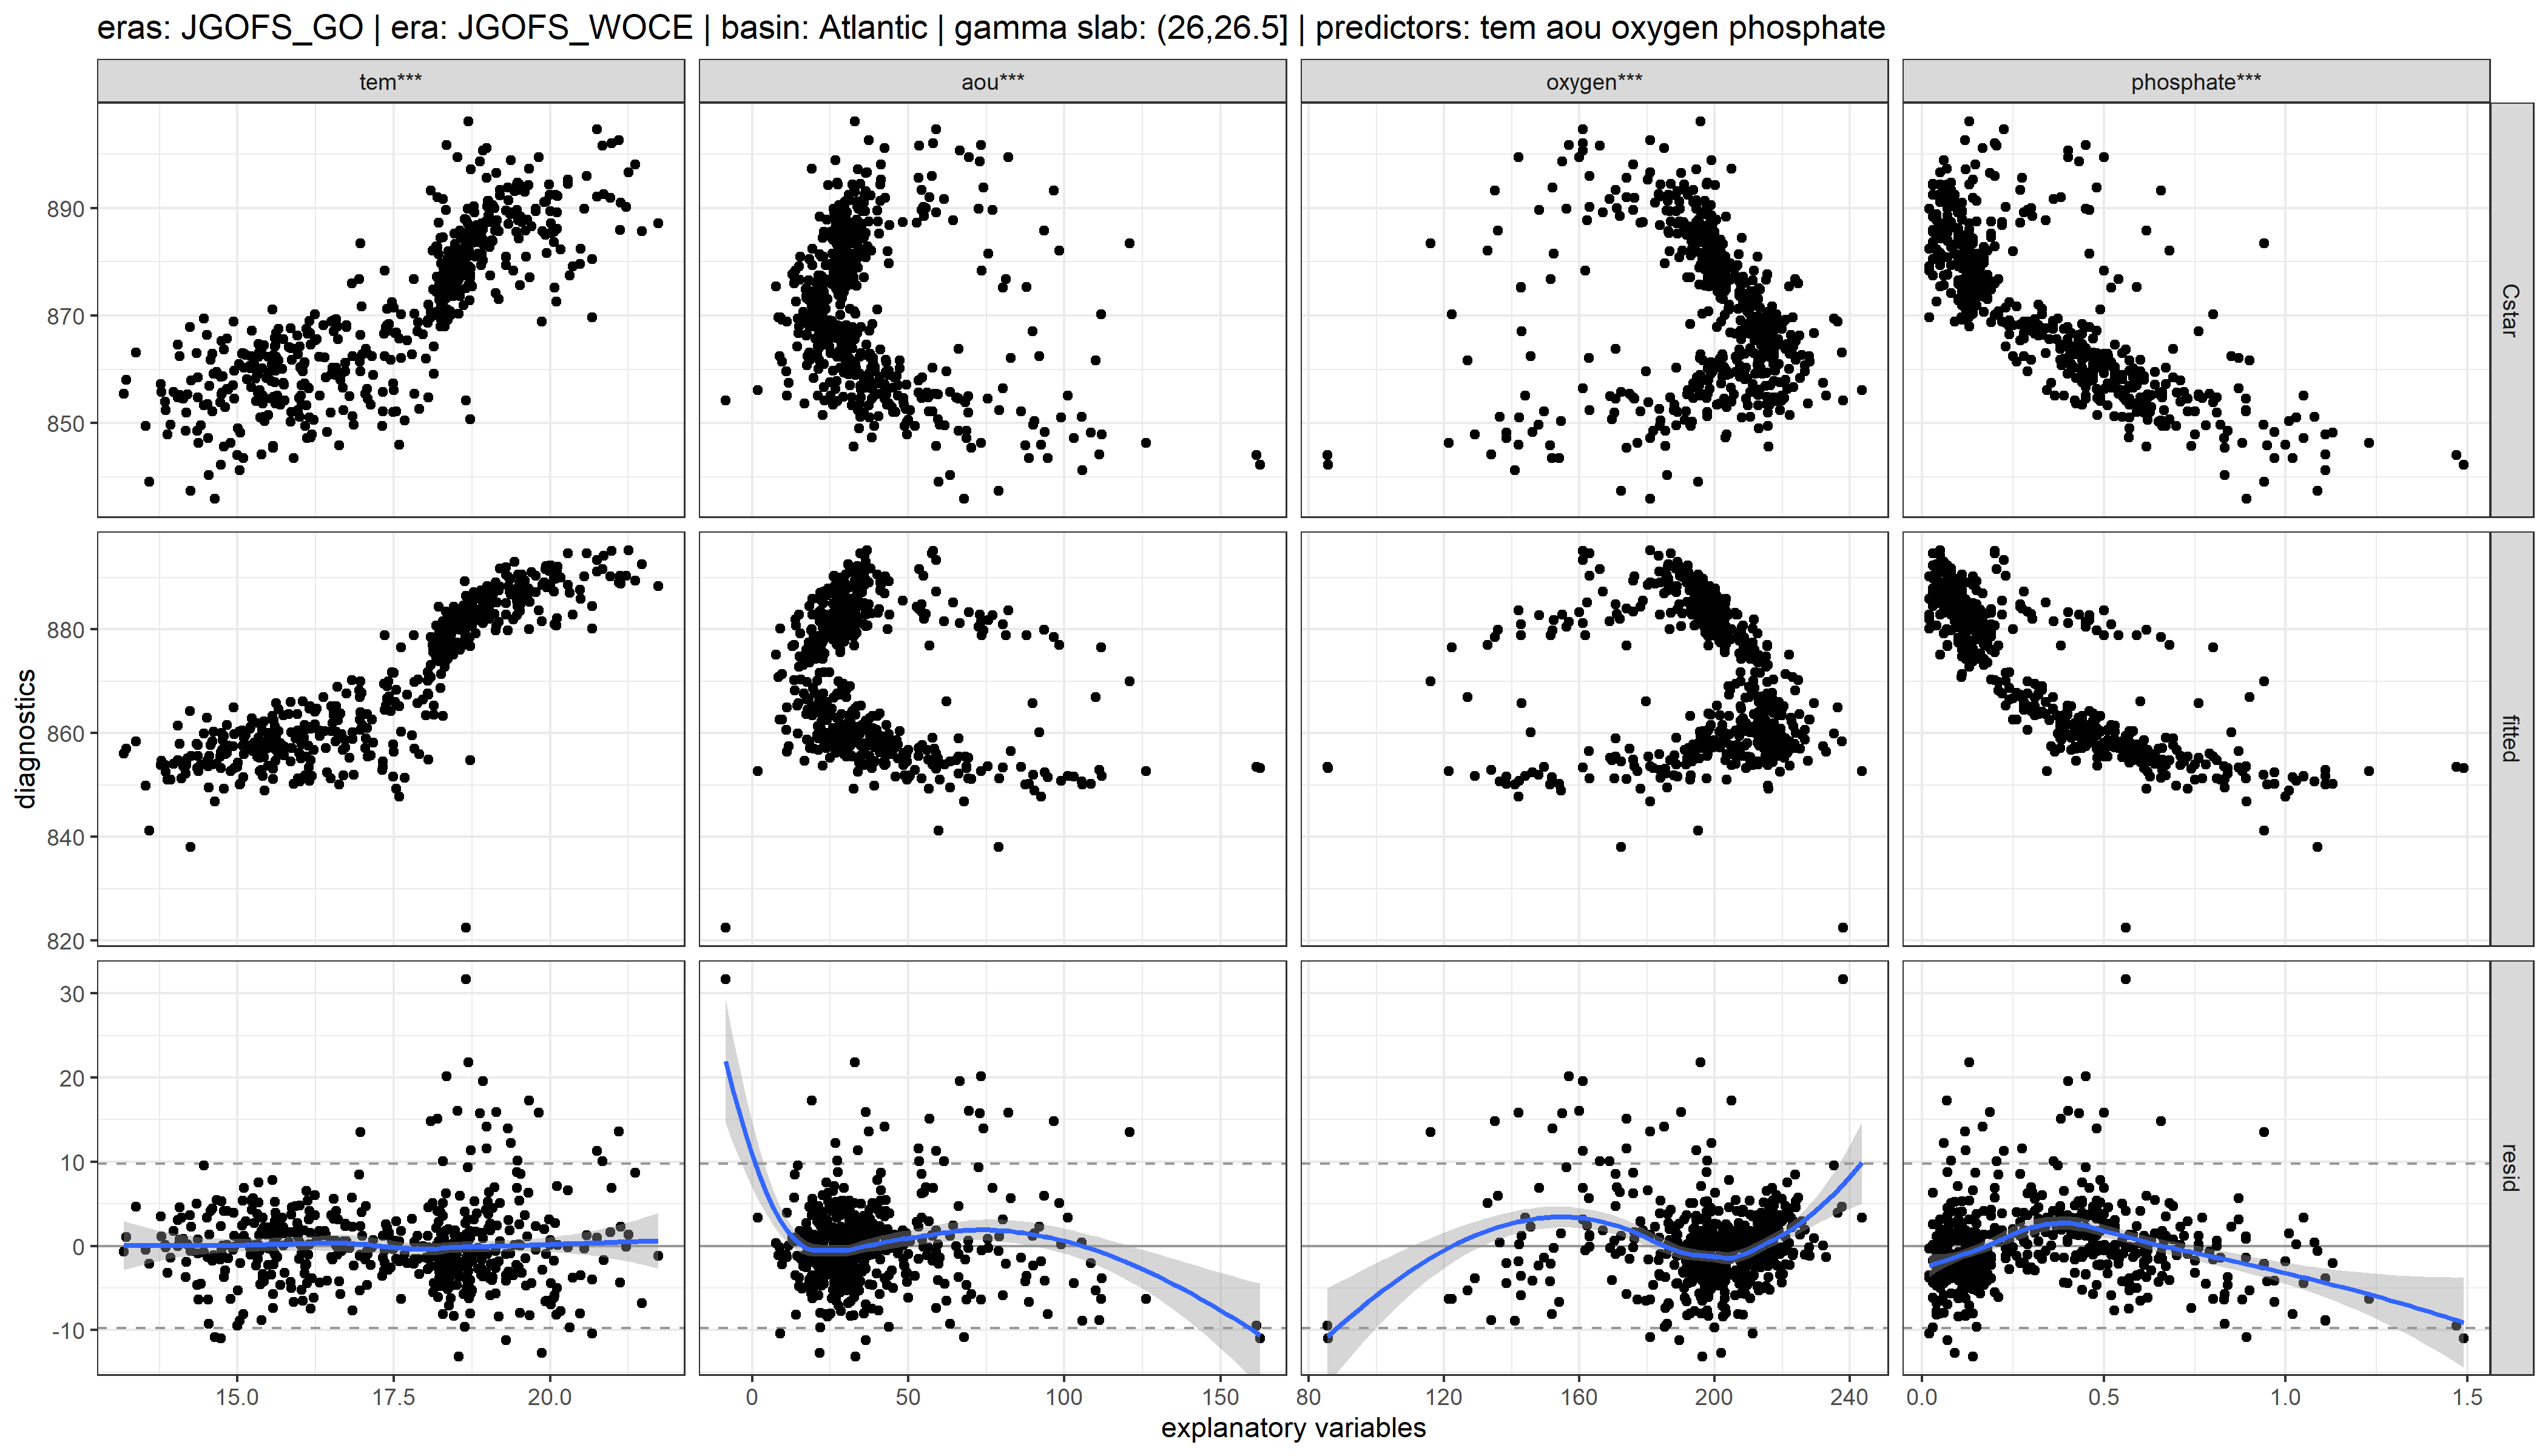 eras: JGOFS_GO | era: JGOFS_WOCE | basin: Atlantic | gamma slab: (26,26.5] | predictors: tem aou oxygen phosphate
tem***
aou***
oxygen***
phosphate***
890
870
850
Cstar
880
860
840
820
fitted
30
20
10
0
-10
resid
diagnostics
15.0
17.5
20.0
0
50
100
150
80
120
160
200
240
0.0
0.5
1.0
1.5
explanatory variables